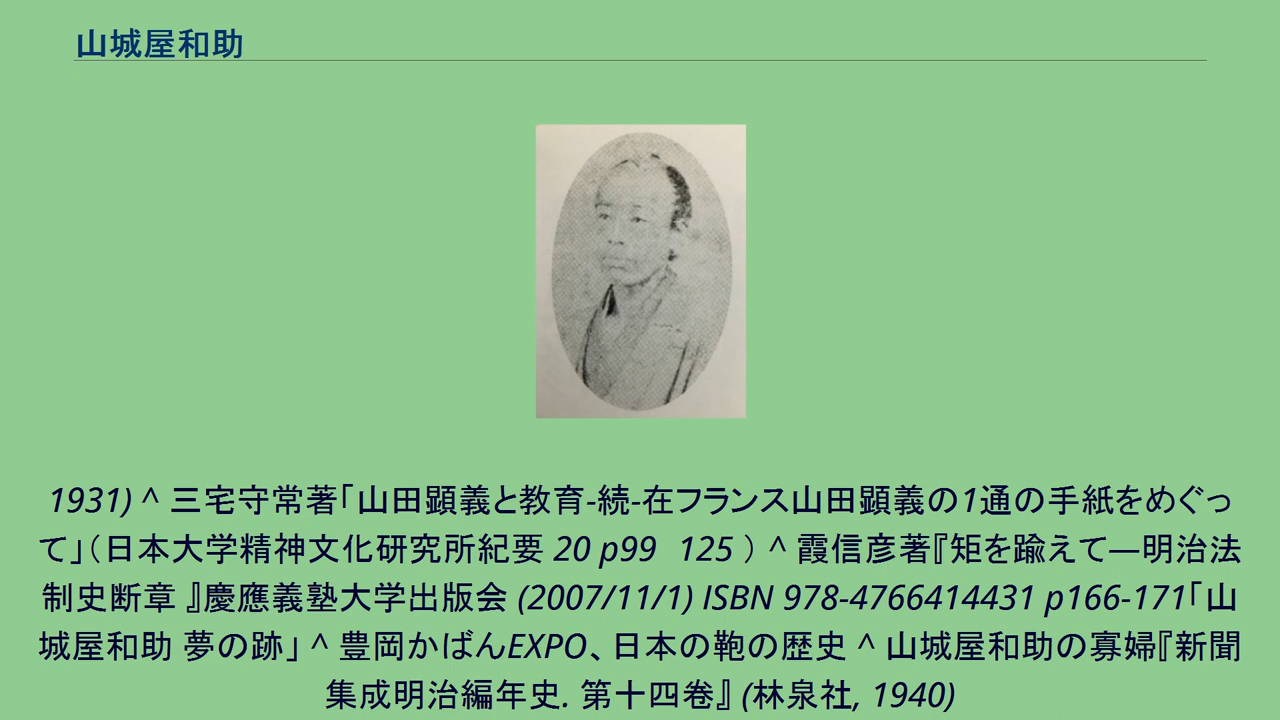 山城屋和助
1931) ^ 三宅守常著「山田顕義と教育-続-在フランス山田顕義の1通の手紙をめぐっ
て」（日本大学精神文化研究所紀要 20 p99 125 ） ^ 霞信彦著『矩を踰えて—明治法
制史断章 』慶應義塾大学出版会 (2007/11/1) ISBN 978-4766414431 p166-171「山
城屋和助 夢の跡」 ^ 豊岡かばんEXPO、日本の鞄の歴史 ^ 山城屋和助の寡婦『新聞
集成明治編年史. 第十四卷』 (林泉社, 1940)